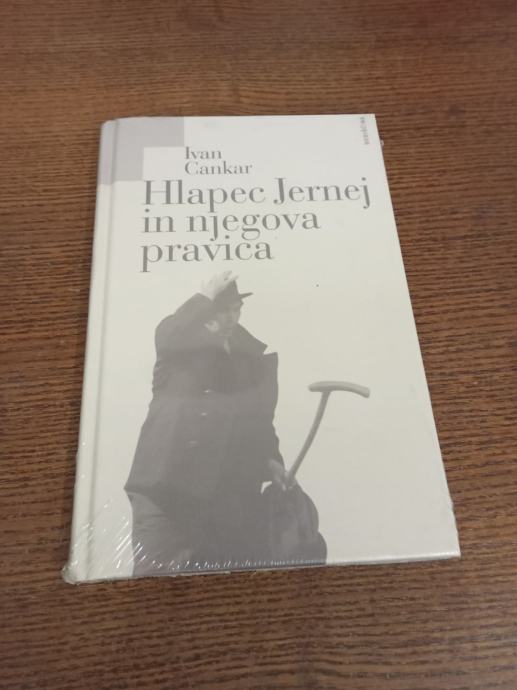 Ivan
Cankar
Hlapec Jernej
in njegova
pravica